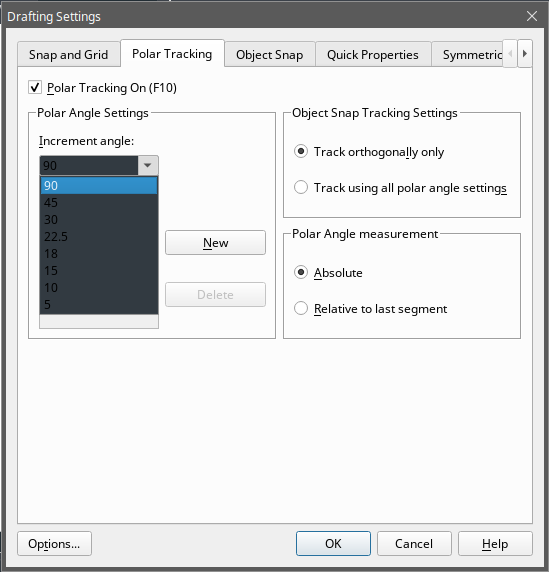 Drafting Settings
Snap and Grid
Polar Tracking
Object Snap
Quick Properties
Symmetric
Polar Tracking On (F10)
Polar Angle Settings
Increment angle:
90
90
45
30
22.5
18
15
10
5
New
Delete
Object Snap Tracking Settings
Track orthogonally only
Track using all polar angle settings
Polar Angle measurement
Absolute
Relative to last segment
Options...
OK
Cancel
Help